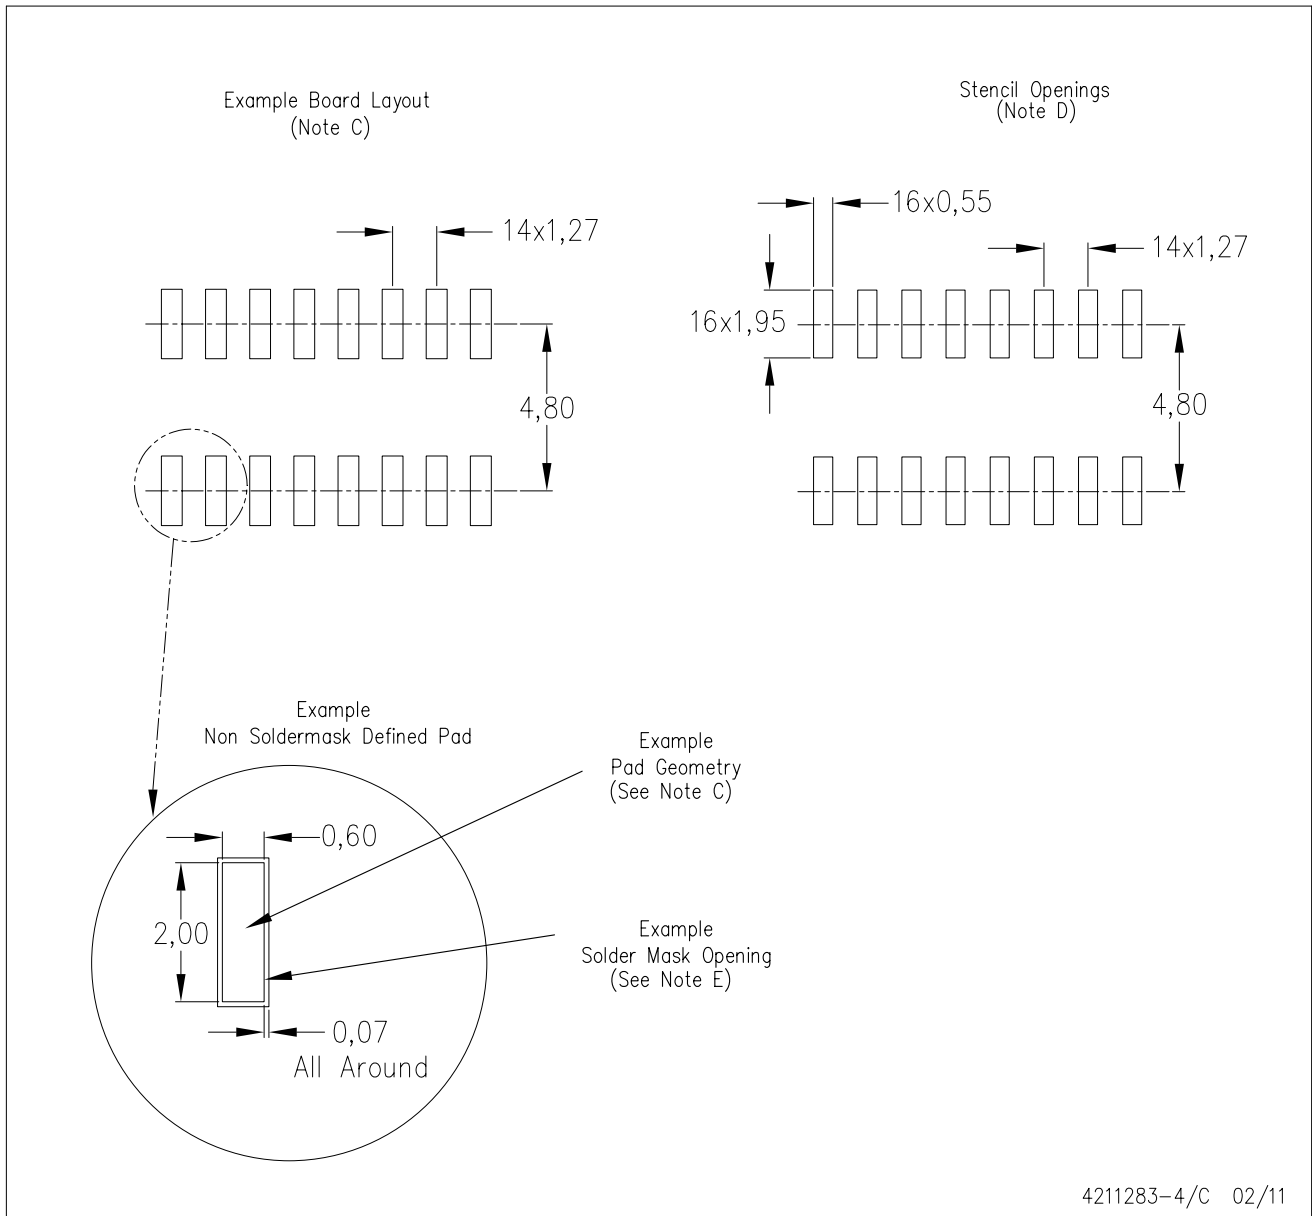 Example Board Layout
(Note C)
Stencil Openings
(Note D)
14x1,27
4,80
16x0,55
14x1,27
16x1,95
4,80
Example
Non Soldermask Defined Pad
Example
Pad Geometry
(See Note C)
0,60
2,00
Example
Solder Mask Opening
(See Note E)
0,07
All Around
4211283-4/C 02/11